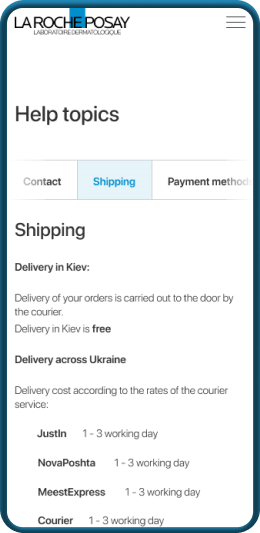 LA ROCHE POSAY
LABORATOIRE DERMATOLOGIQUE
Help topics
Contact Shipping Payment methods
Shipping
Delivery in Kiev:
Delivery of your orders is carried out to the door by
the courier.
Delivery in Kiev is free
Delivery across Ukraine
Delivery cost according to the rates of the courier
service:
JustIn 1 - 3 working day
NovaPoshta 1 - 3 working day
MeestExpress 1 - 3 working day
Courier 1 - 3 working day